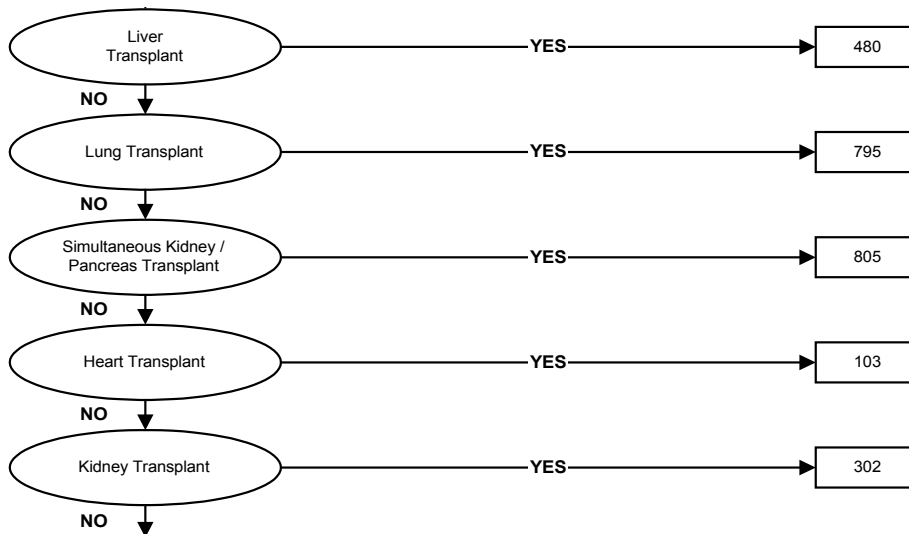 Liver
Transplant
YES
480
NO
Lung Transplant
YES
795
NO
Simultaneous Kidney /
Pancreas Transplant
YES
805
NO
Heart Transplant
YES
103
NO
Kidney Transplant
YES
302
NO